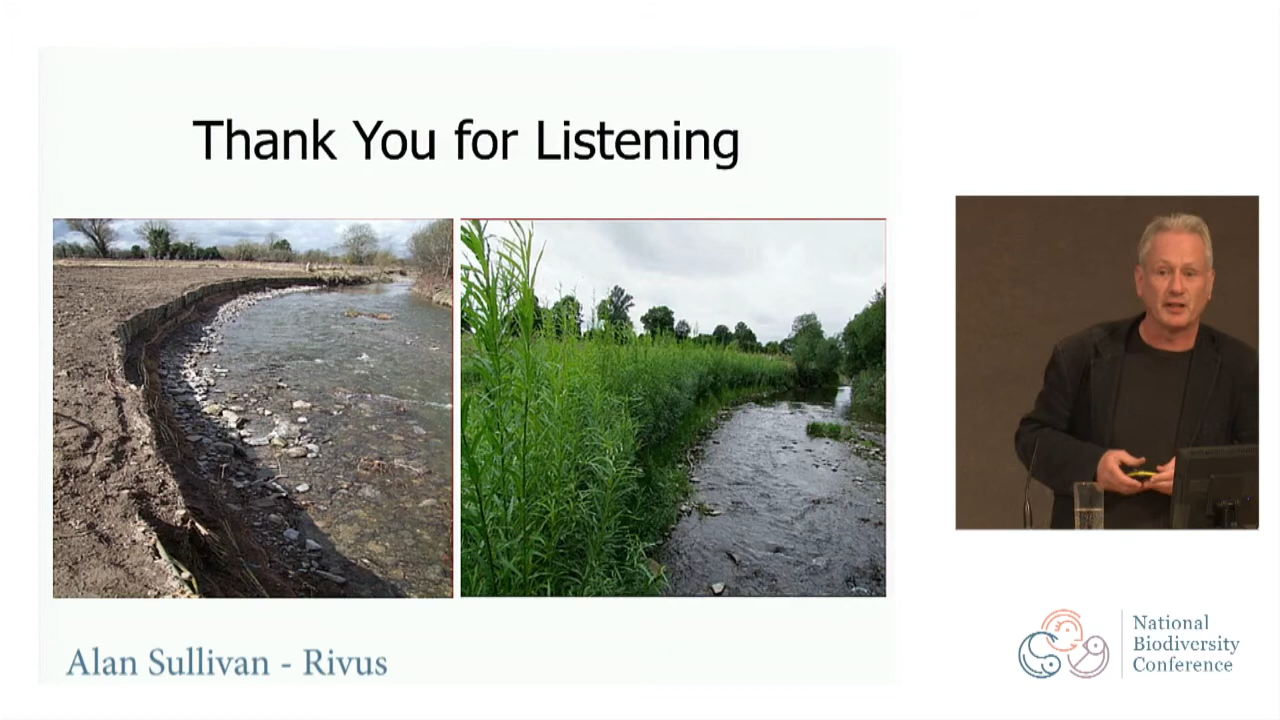 Thank You for Listening
Alan Sullivan - Rivus
National
Biodiversity
Conference